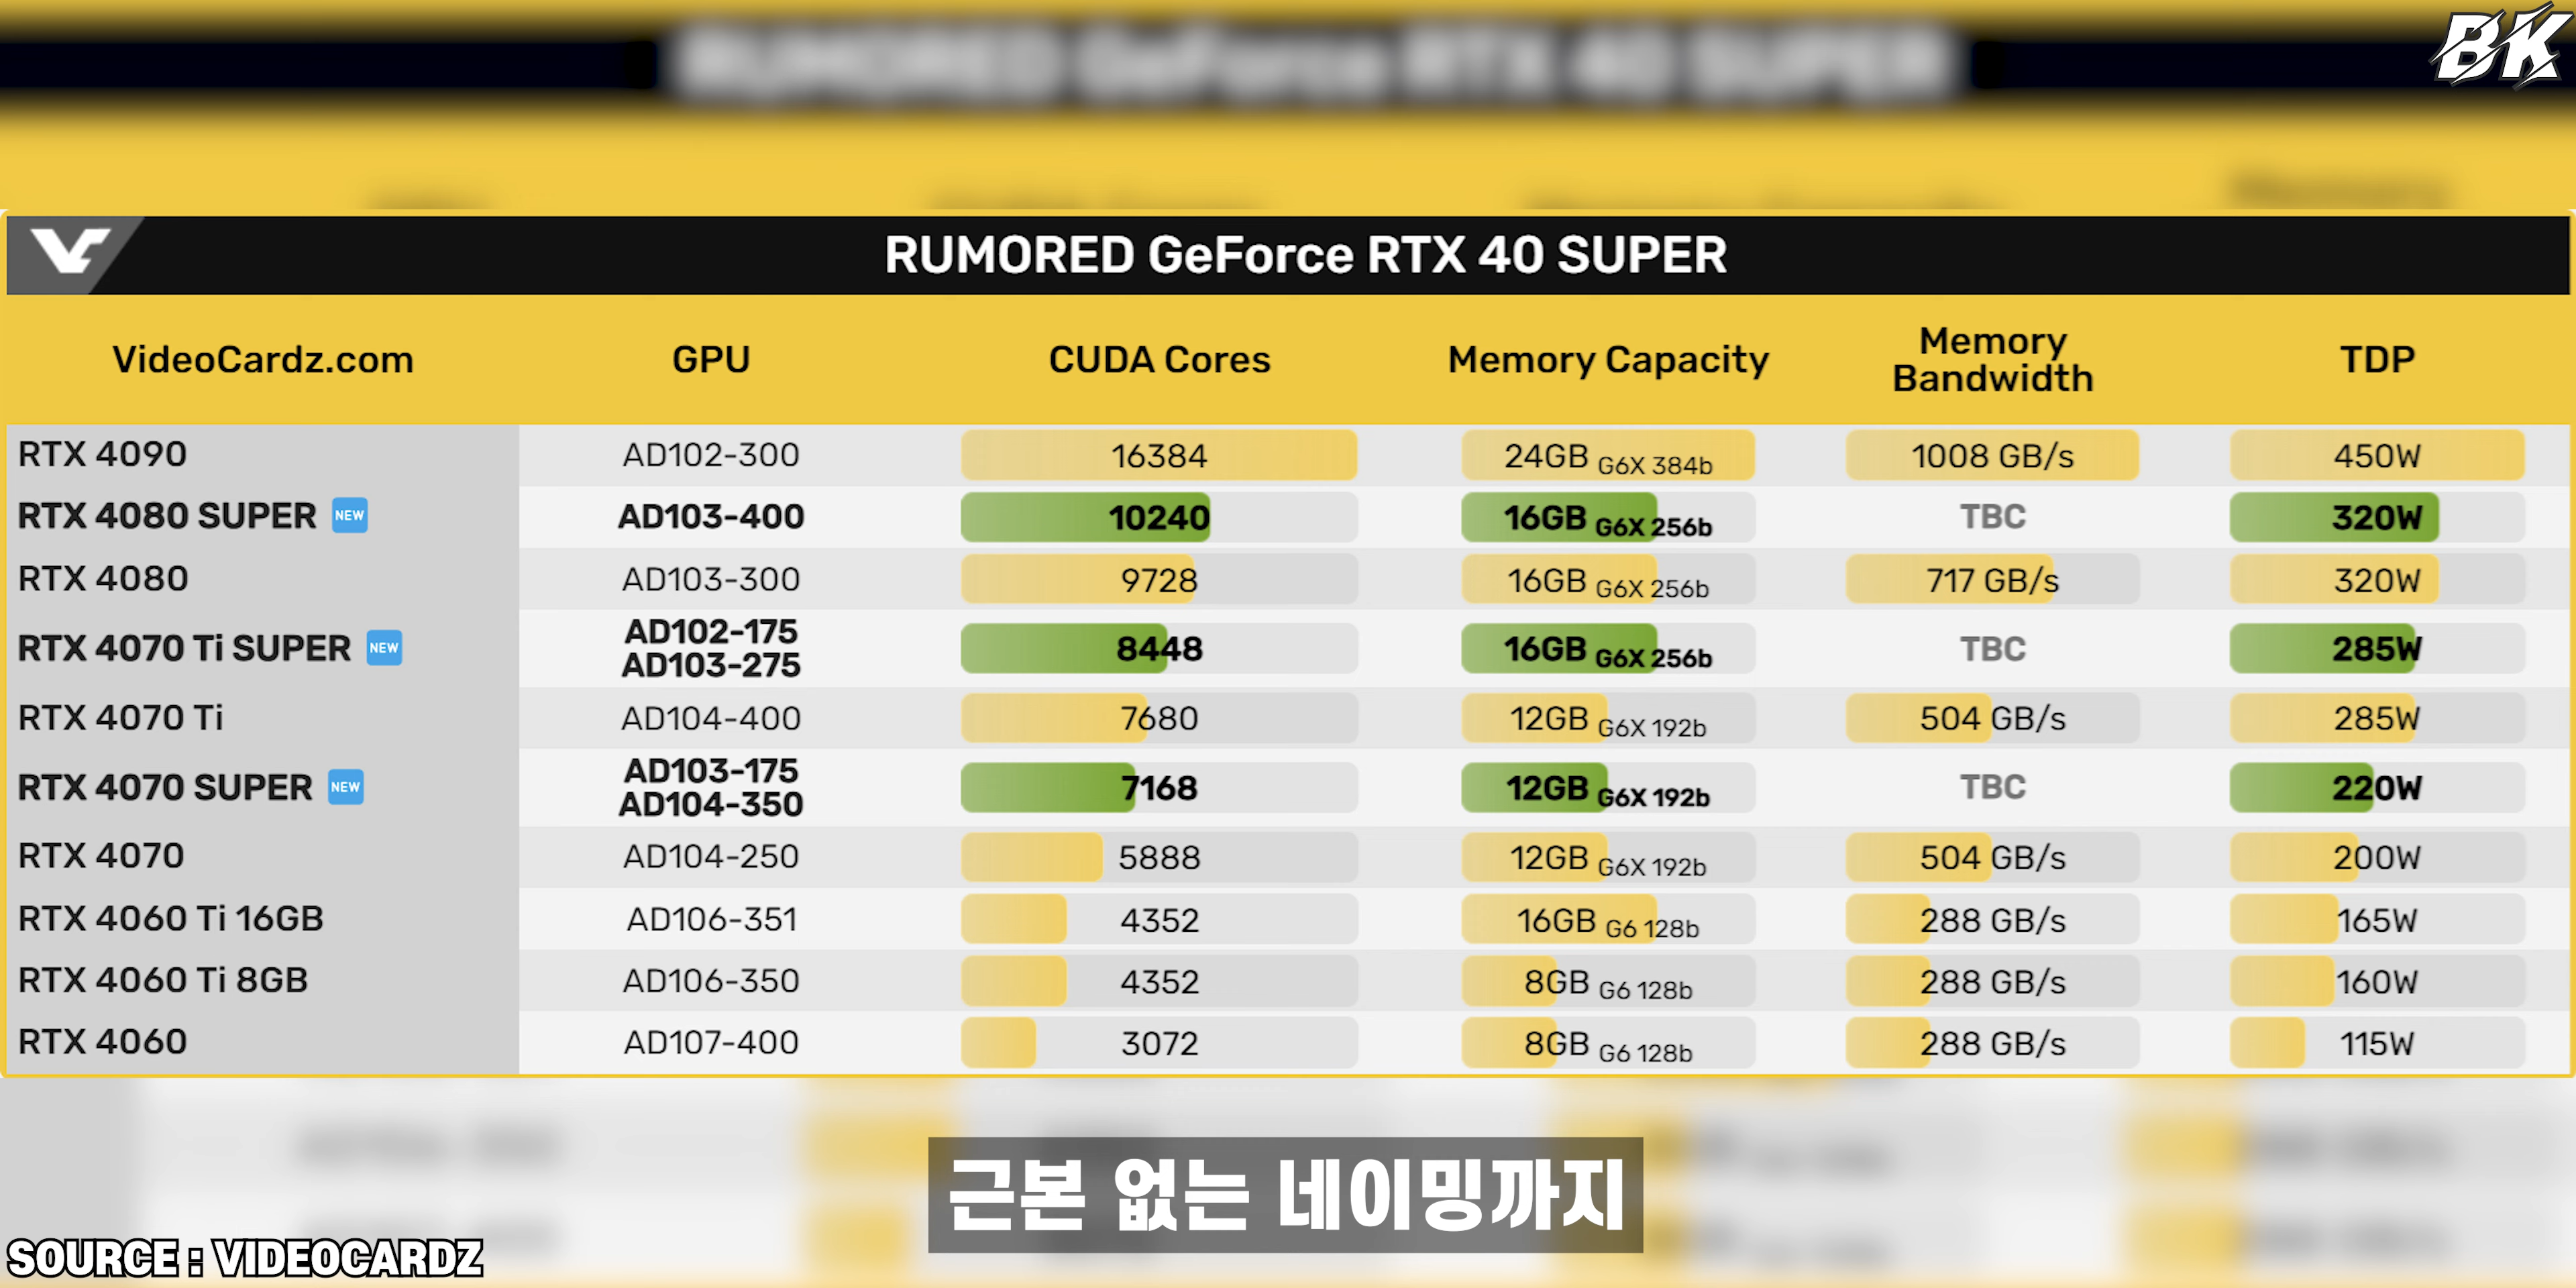 RUMORED GeForce RTX 40 SUPER
BK
RUMORED GeForce RTX 40 SUPER
VideoCardz.com GPU CUDA Cores Memory Capacity Memory Bandwidth TDP
RTX 4090 AD102-300 16384 24GB G6X 384b 1008 GB/s 450W
RTX 4080 SUPER NEW AD103-400 10240 16GB G6X 256b TBC 320W
RTX 4080 AD103-300 9728 16GB G6X 256b 717 GB/s 320W
RTX 4070 Ti SUPER NEW AD102-175 AD103-275 8448 16GB G6X 256b TBC 285W
RTX 4070 Ti AD104-400 7680 12GB G6X 192b 504 GB/s 285W
RTX 4070 SUPER NEW AD103-175 AD104-350 7168 12GB G6X 192b TBC 220W
RTX 4070 AD104-250 5888 12GB G6X 192b 504 GB/s 200W
RTX 4060 Ti 16GB AD106-351 4352 16GB G6 128b 288 GB/s 165W
RTX 4060 Ti 8GB AD106-350 4352 8GB G6 128b 288 GB/s 160W
RTX 4060 AD107-400 3072 8GB G6 128b 288 GB/s 115W
근본 없는 네이밍까지
SOURCE : VIDEOCARDZ